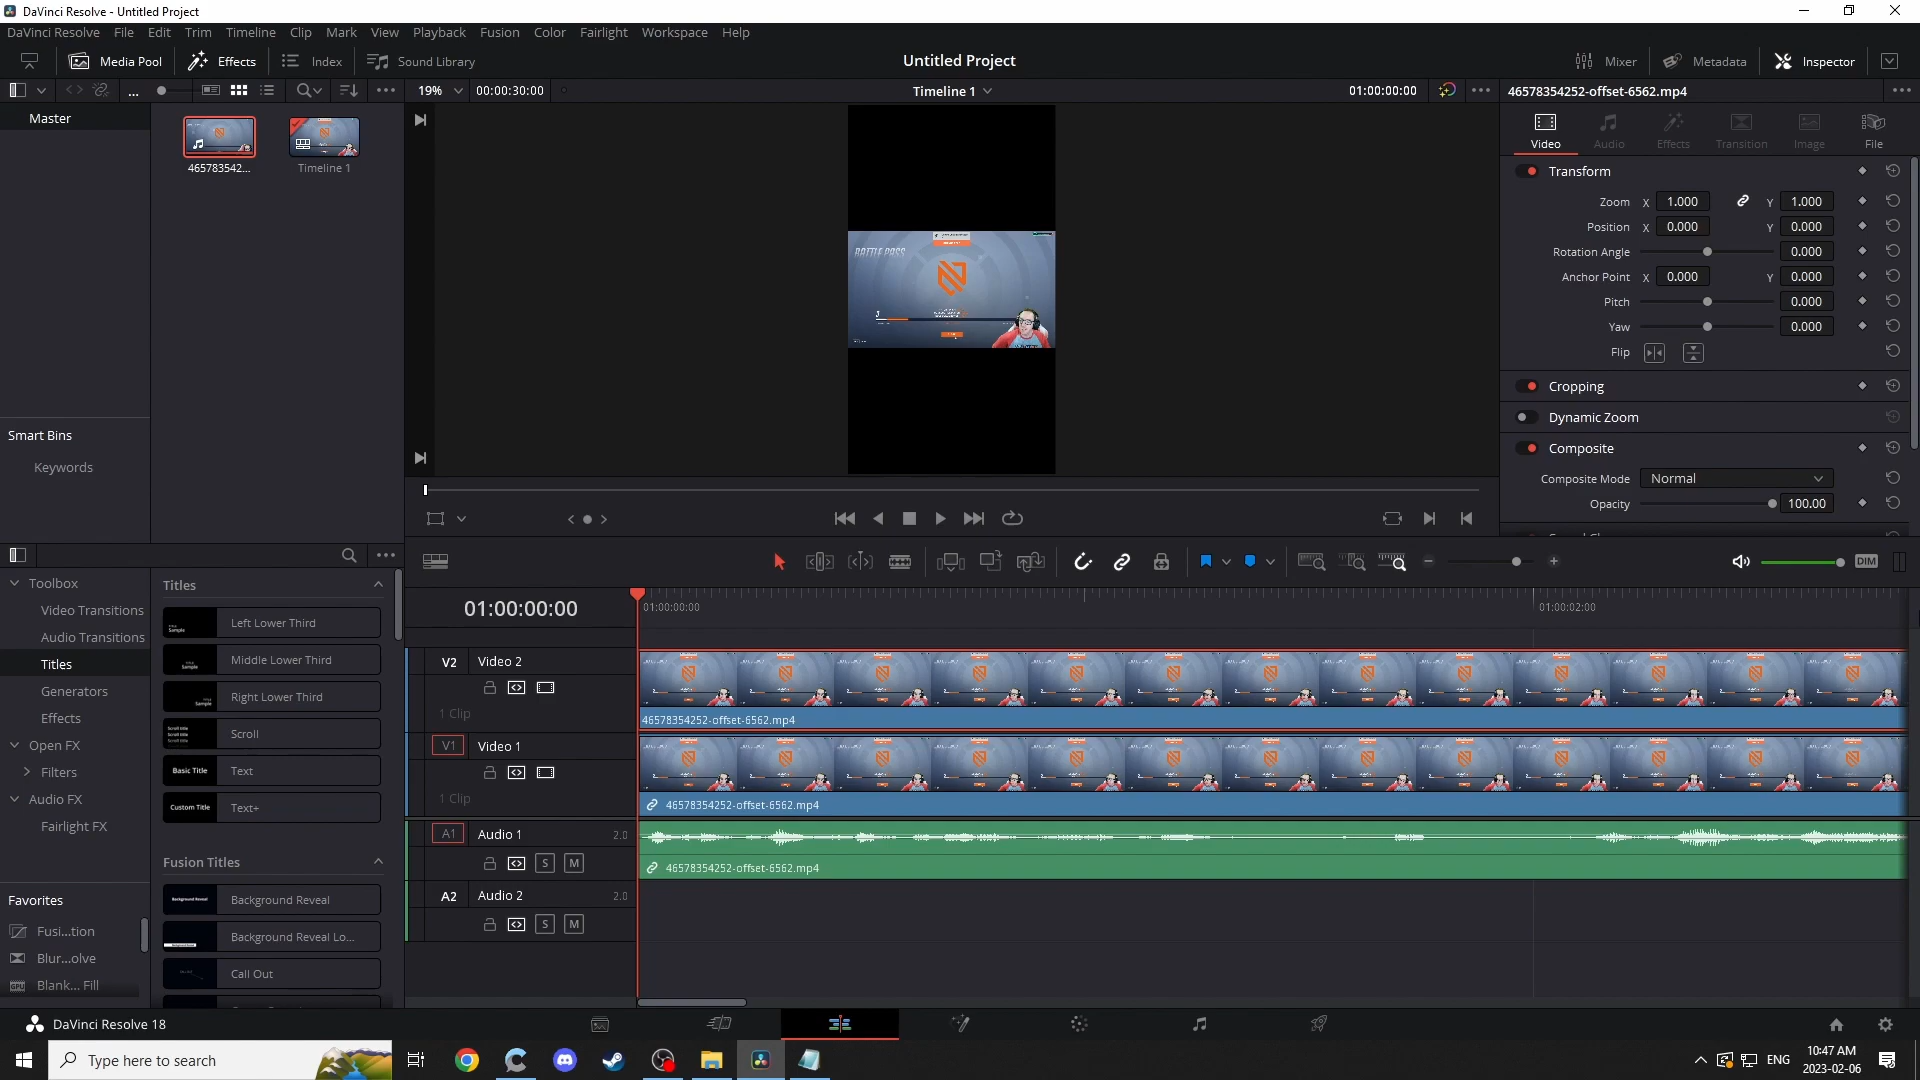 DaVinci Resolve - Untitled Project
DaVinci Resolve File Edit Trim Timeline Clip Mark View Playback Fusion Color Fairlight Workspace Help
Media Pool Effects Index Sound Library Untitled Project Mixer Metadata Inspector
... 19% 00:00:30:00 Timeline 1 01:00:00:00 46578354252-offset-6562.mp4
Master
465783542... Timeline 1
Video Audio Effects Transition Image File
Transform
Zoom X 1.000 Y 1.000
Position X 0.000 Y 0.000
Rotation Angle 0.000
Anchor Point X 0.000 Y 0.000
Pitch 0.000
Yaw 0.000
Flip
Cropping
Dynamic Zoom
Composite
Composite Mode Normal
Opacity 100.00
BATTLE PASS
Smart Bins
Keywords
DIM
Toolbox
Video Transitions
Audio Transitions
Titles
Generators
Effects
Open FX
Filters
Audio FX
Fairlight FX
Favorites
Fusi...tion
Blur...olve
Blank... Fill
Titles
Left Lower Third
Middle Lower Third
Right Lower Third
Scroll
Basic Title Text
Custom Title Text+
Fusion Titles
Background Reveal Background Reveal
Background Reveal Lo...
Call Out
01:00:00:00 01:00:00:00 01:00:02:00
V2 Video 2
1 Clip 46578354252-offset-6562.mp4
V1 Video 1
1 Clip 46578354252-offset-6562.mp4
A1 Audio 1 2.0
S M 46578354252-offset-6562.mp4
A2 Audio 2 2.0
S M
DaVinci Resolve 18
Type here to search
ENG
10:47 AM
2023-02-06